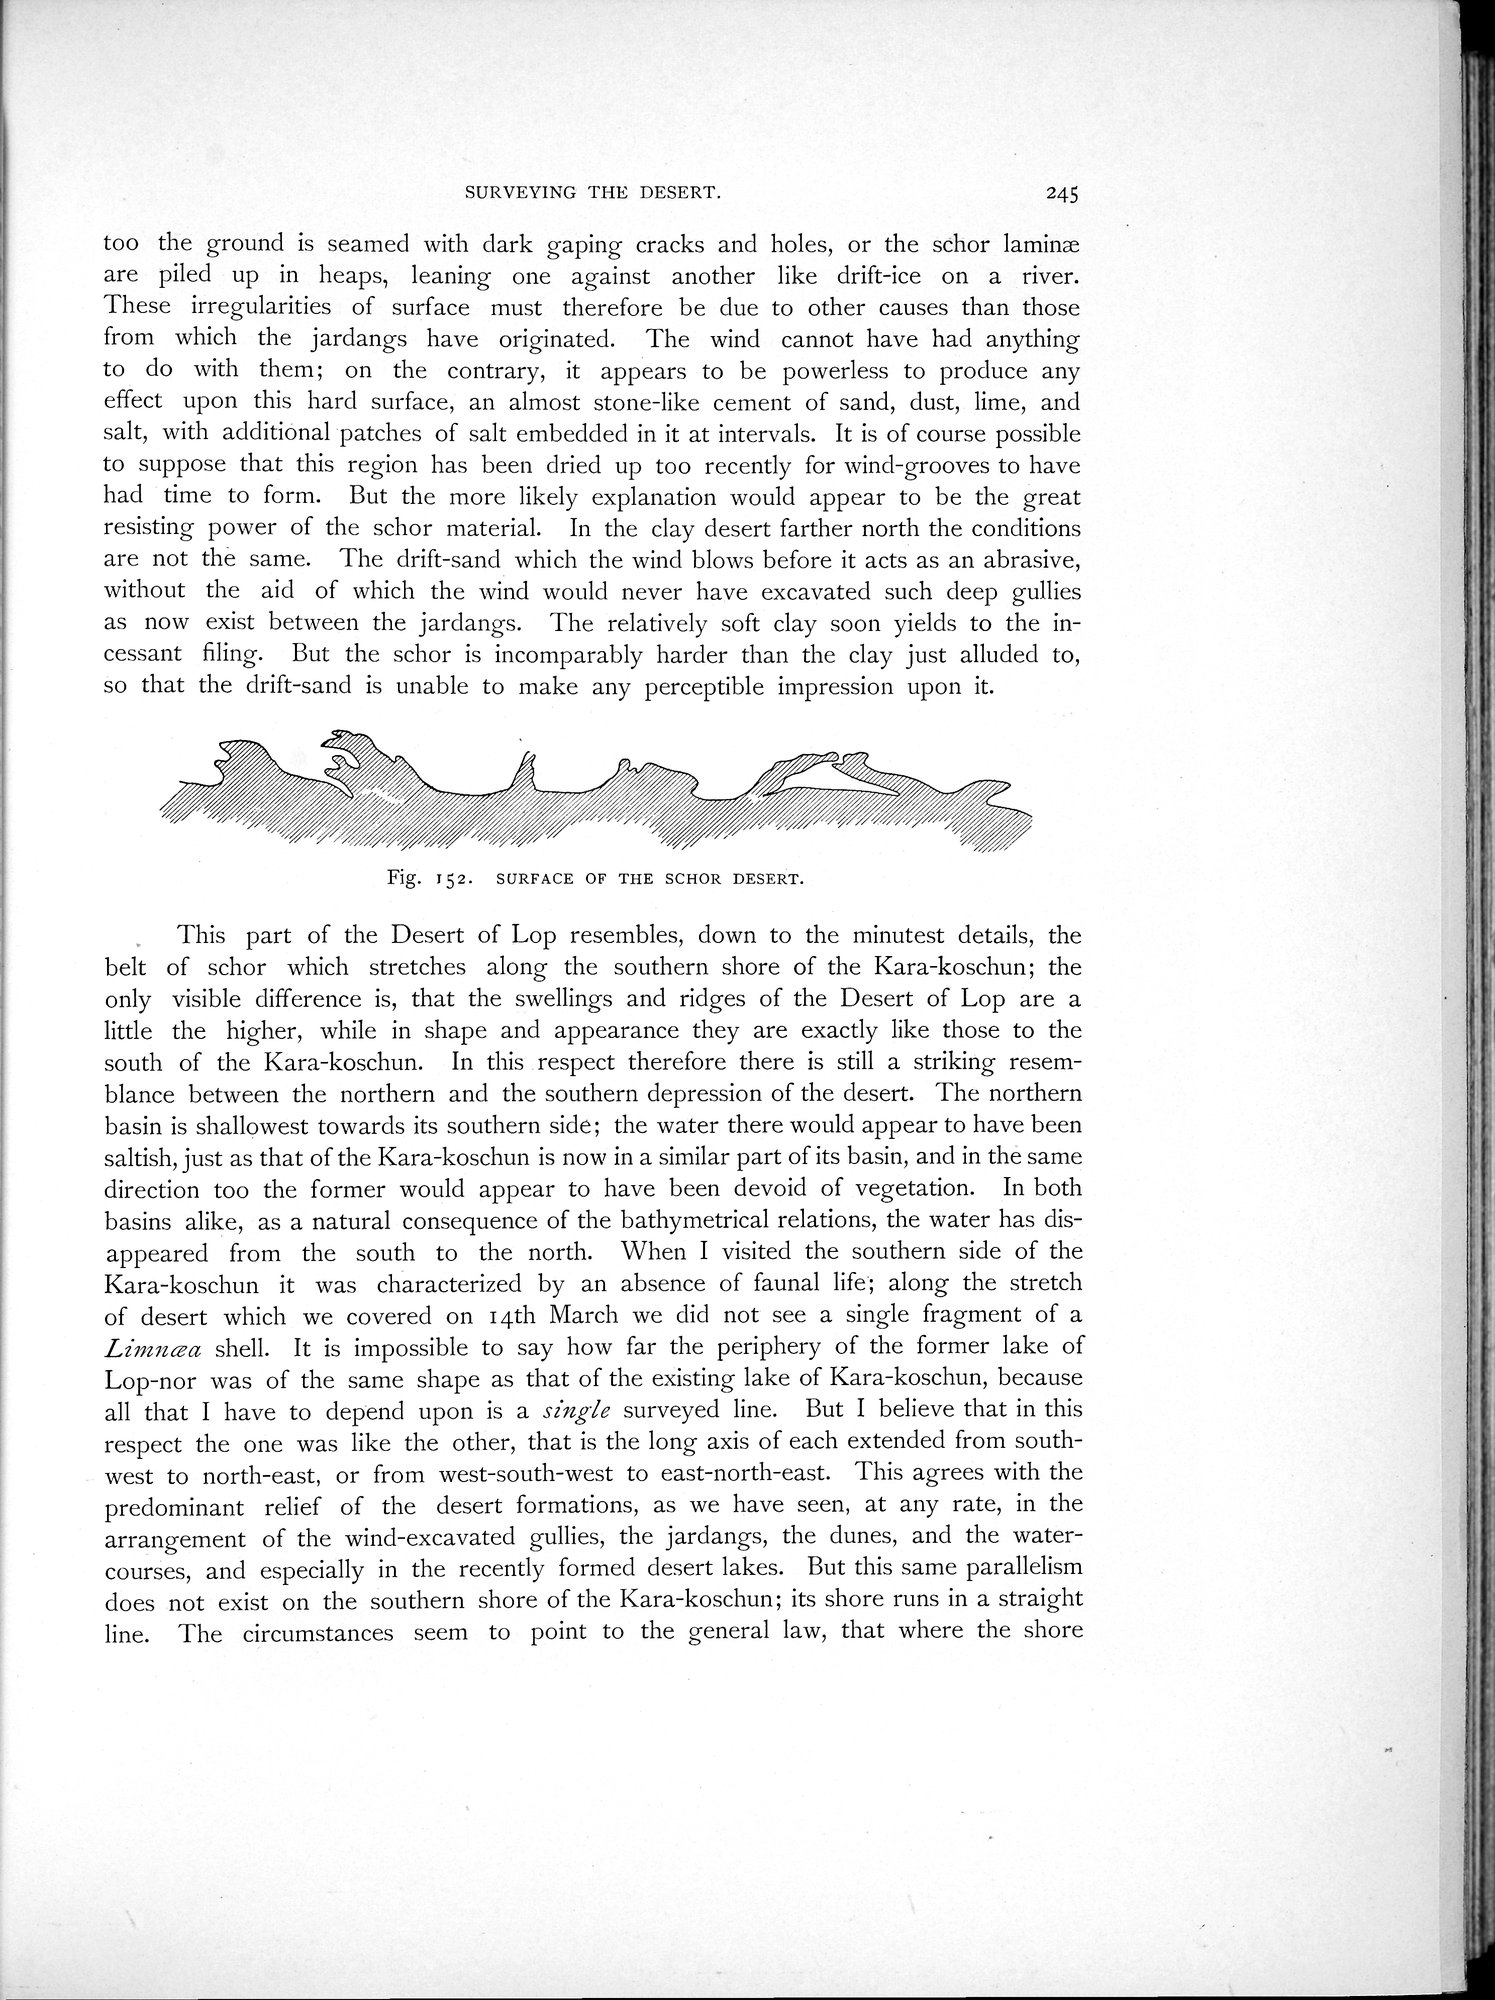 SURVEYING THE DESERT.
245
too the ground is seamed with dark gaping cracks and holes, or the schor laminæ
are piled up in heaps, leaning one against another like drift-ice on a river.
These irregularities of surface must therefore be due to other causes than those
from which the jardangs have originated. The wind cannot have had anything
to do with them; on the contrary, it appears to be powerless to produce any
effect upon this hard surface, an almost stone-like cement of sand, dust, lime, and
salt, with additional patches of salt embedded in it at intervals. It is of course possible
to suppose that this region has been dried up too recently for wind-grooves to have
had time to form. But the more likely explanation would appear to be the great
resisting power of the schor material. In the clay desert farther north the conditions
are not the same. The drift-sand which the wind blows before it acts as an abrasive,
without the aid of which the wind would never have excavated such deep gullies
as now exist between the jardangs. The relatively soft clay soon yields to the in-
cessant filing. But the schor is incomparably harder than the clay just alluded to,
so that the drift-sand is unable to make any perceptible impression upon it.
Fig. 152. SURFACE OF THE SCHOR DESERT.
This part of the Desert of Lop resembles, down to the minutest details, the
belt of schor which stretches along the southern shore of the Kara-koschun; the
only visible difference is, that the swellings and ridges of the Desert of Lop are a
little the higher, while in shape and appearance they are exactly like those to the
south of the Kara-koschun. In this respect therefore there is still a striking resem-
blance between the northern and the southern depression of the desert. The northern
basin is shallowest towards its southern side; the water there would appear to have been
saltish, just as that of the Kara-koschun is now in a similar part of its basin, and in the same
direction too the former would appear to have been devoid of vegetation. In both
basins alike, as a natural consequence of the bathymetrical relations, the water has dis-
appeared from the south to the north. When I visited the southern side of the
Kara-koschun it was characterized by an absence of faunal life; along the stretch
of desert which we covered on 14th March we did not see a single fragment of a
Limnœa shell. It is impossible to say how far the periphery of the former lake of
Lop-nor was of the same shape as that of the existing lake of Kara-koschun, because
all that I have to depend upon is a single surveyed line. But I believe that in this
respect the one was like the other, that is the long axis of each extended from south-
west to north-east, or from west-south-west to east-north-east. This agrees with the
predominant relief of the desert formations, as we have seen, at any rate, in the
arrangement of the wind-excavated gullies, the jardangs, the dunes, and the water-
courses, and especially in the recently formed desert lakes. But this same parallelism
does not exist on the southern shore of the Kara-koschun; its shore runs in a straight
line. The circumstances seem to point to the general law, that where the shore